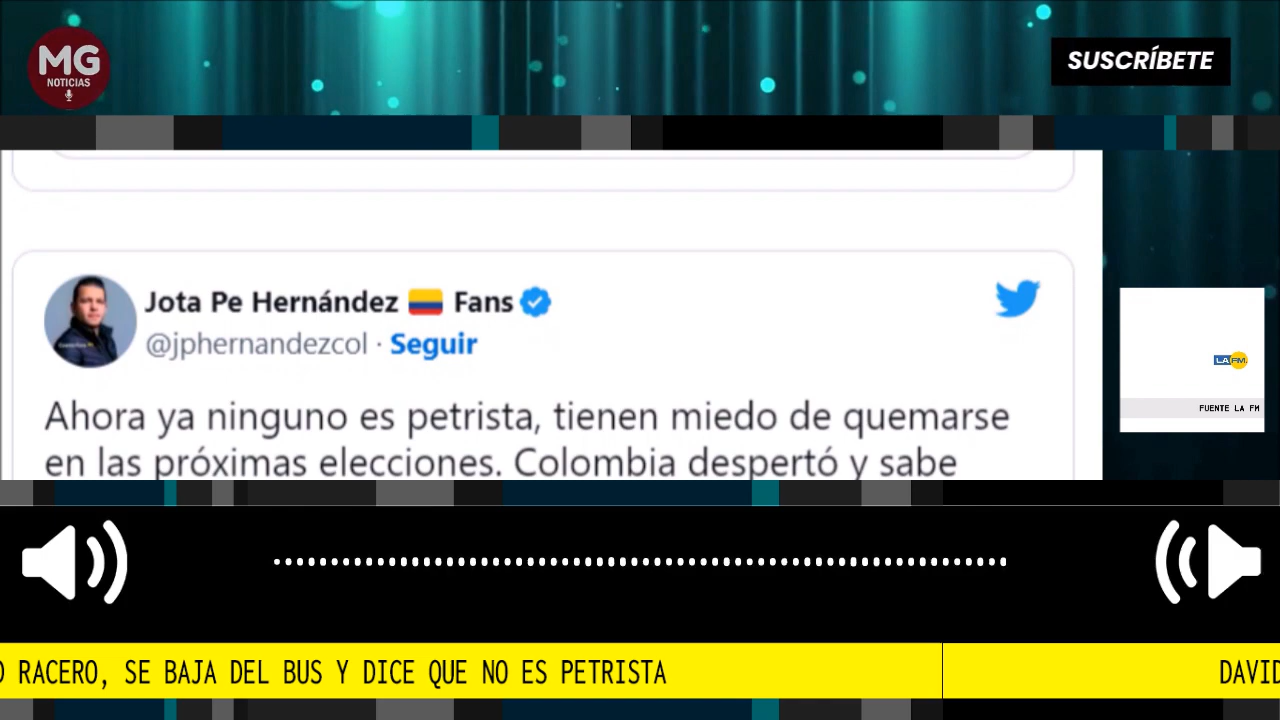 MG
NOTICIAS
SUSCRÍBETE
Jota Pe Hernández 🇨🇴 Fans
@jphernandezcol · Seguir
Ahora ya ninguno es petrista, tienen miedo de quemarse
en las próximas elecciones. Colombia despertó y sabe
LA FM
FUENTE LA FM
RACERO, SE BAJA DEL BUS Y DICE QUE NO ES PETRISTA
DAVID